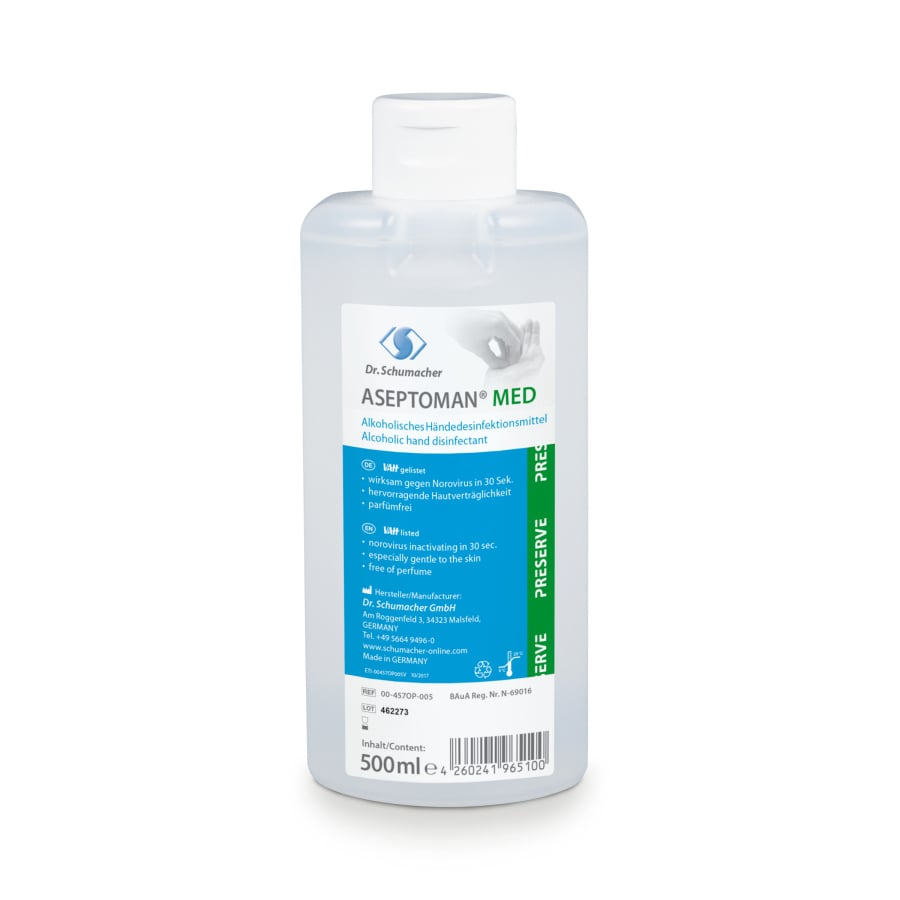 Dr. Schumacher
ASEPTOMAN® MED
Alkoholisches Händedesinfektionsmittel
Alcoholic hand disinfectant
DE VAH gelistet
• wirksam gegen Norovirus in 30 Sek.
• hervorragende Hautverträglichkeit
• parfümfrei
EN VAH listed
• norovirus inactivating in 30 sec.
• especially gentle to the skin
• free of perfume
Hersteller/Manufacturer:
Dr. Schumacher GmbH
Am Roggenfeld 3, 34323 Malsfeld,
GERMANY
Tel. +49 5664 9496-0
www.schumacher-online.com
Made in GERMANY
10/2017
PRES
PRESERVE
ERVE
REF 00-457OP-005 BAuA Reg. Nr. N-69016
LOT 462273
Inhalt/Content:
500ml e
4 260241 965100